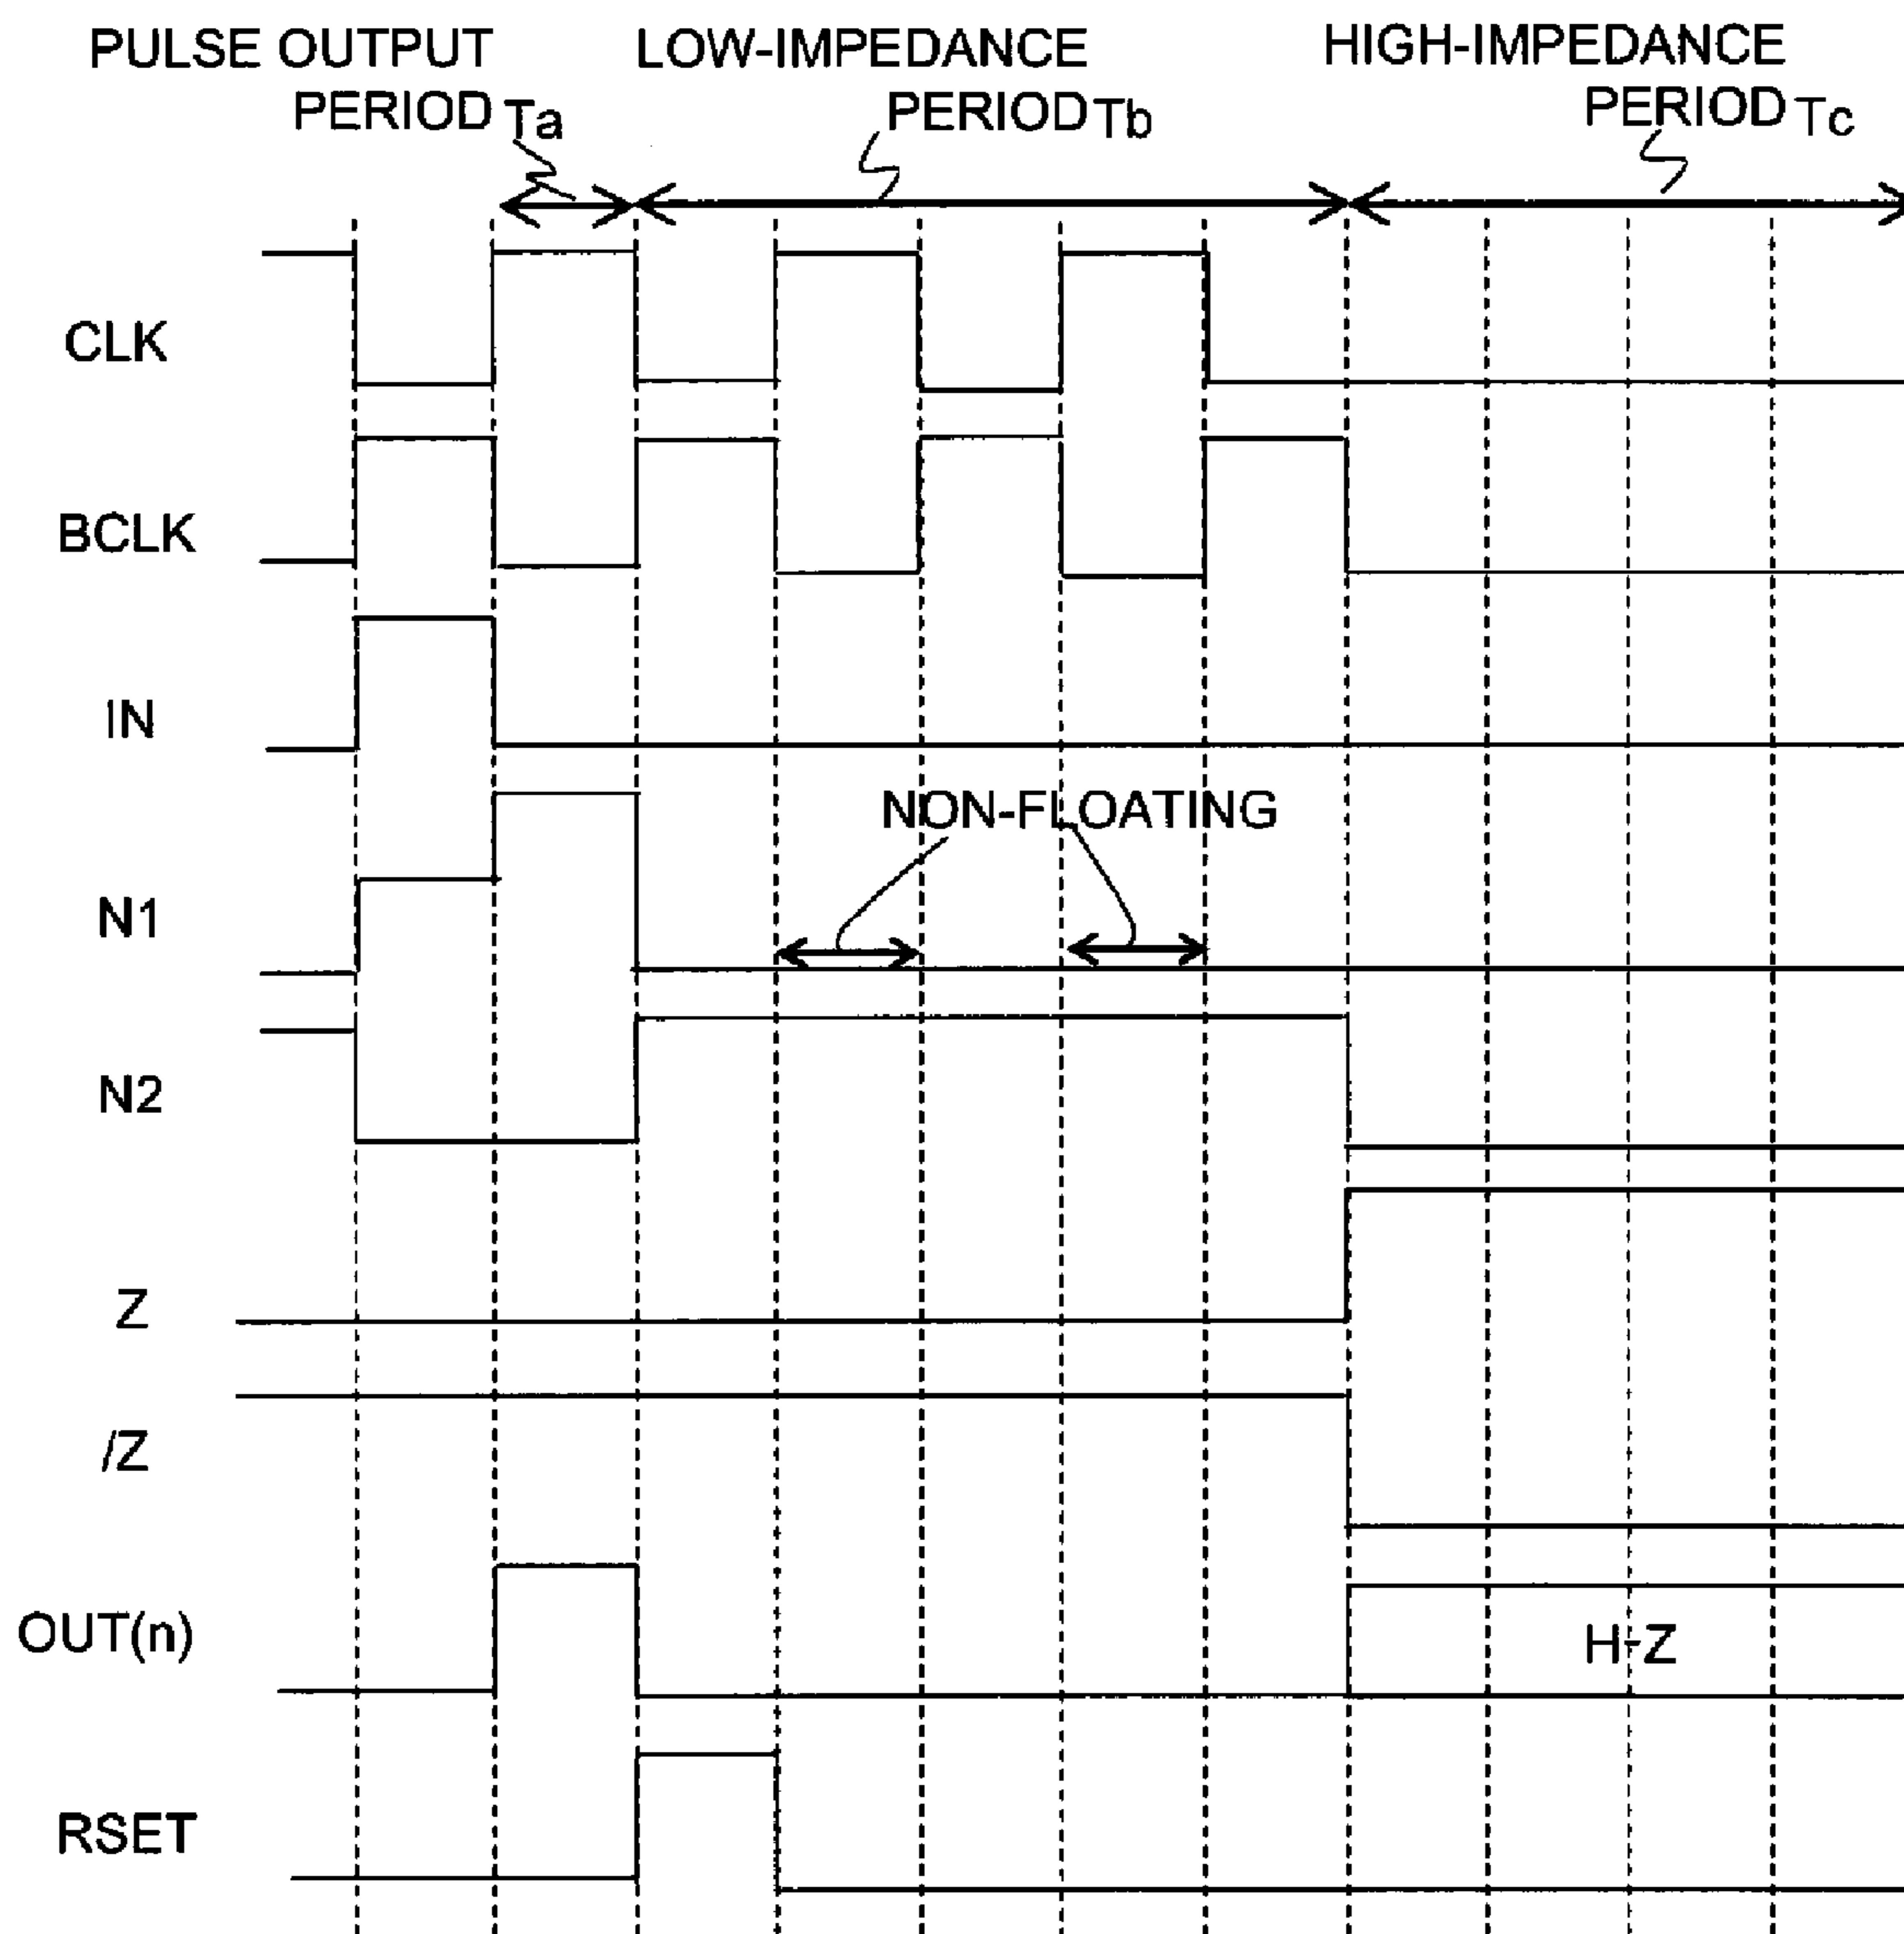 PULSE OUTPUT
PERIOD Ta
LOW-IMPEDANCE
PERIOD Tb
HIGH-IMPEDANCE
PERIOD Tc
CLK
BCLK
IN
NON-FLOATING
N1
N2
Z
/Z
OUT(n)
H-Z
RSET